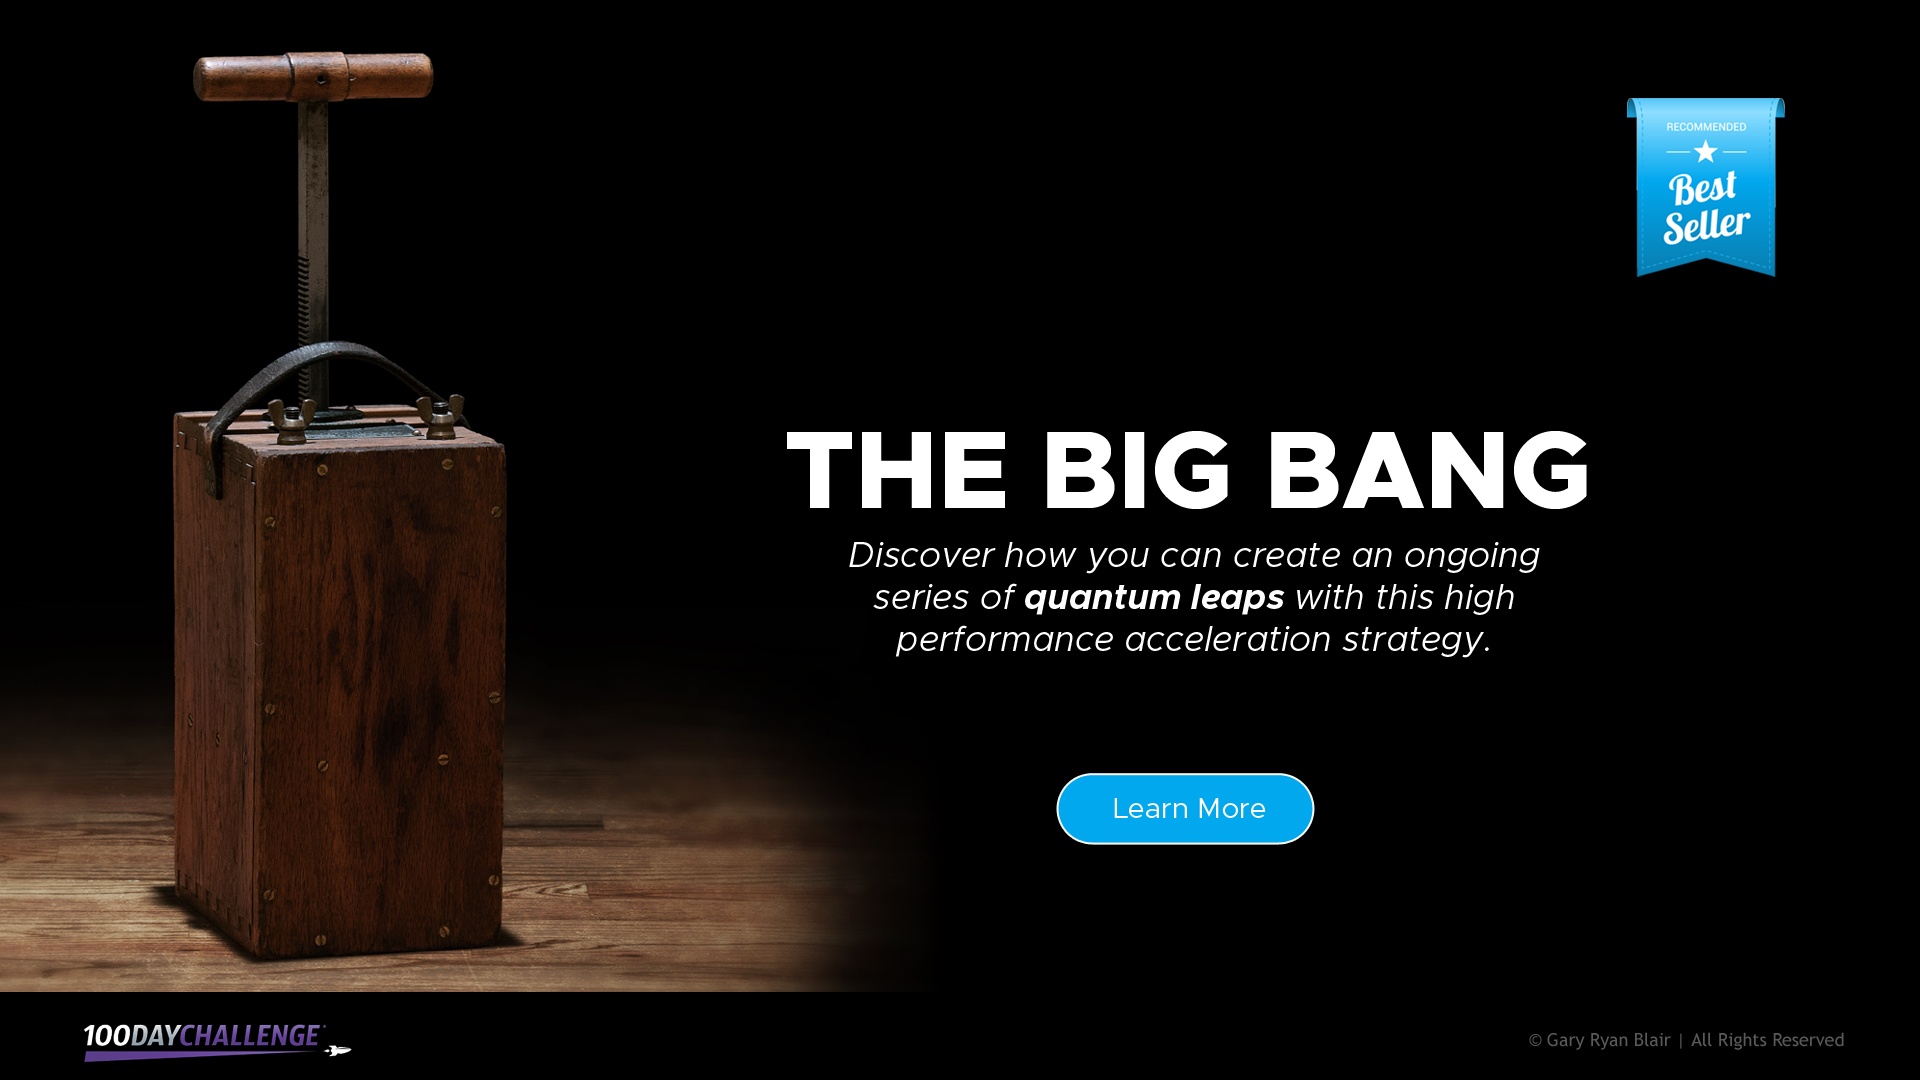 RECOMMENDED
Best
Seller
THE BIG BANG
Discover how you can create an ongoing
series of quantum leaps with this high
performance acceleration strategy.
Learn More
100DAYCHALLENGE
© Gary Ryan Blair | All Rights Reserved